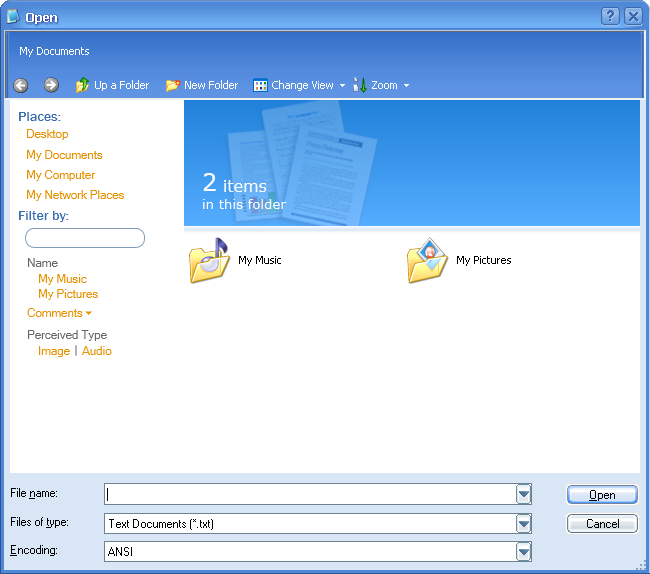 Open
My Documents
Up a Folder New Folder Change View Zoom
Places:
Desktop
My Documents
My Computer
My Network Places
Filter by:
Name
My Music
My Pictures
Comments
Perceived Type
Image | Audio
2 items
in this folder
My Music My Pictures
File name: Open
Files of type: Text Documents (*.txt) Cancel
Encoding: ANSI